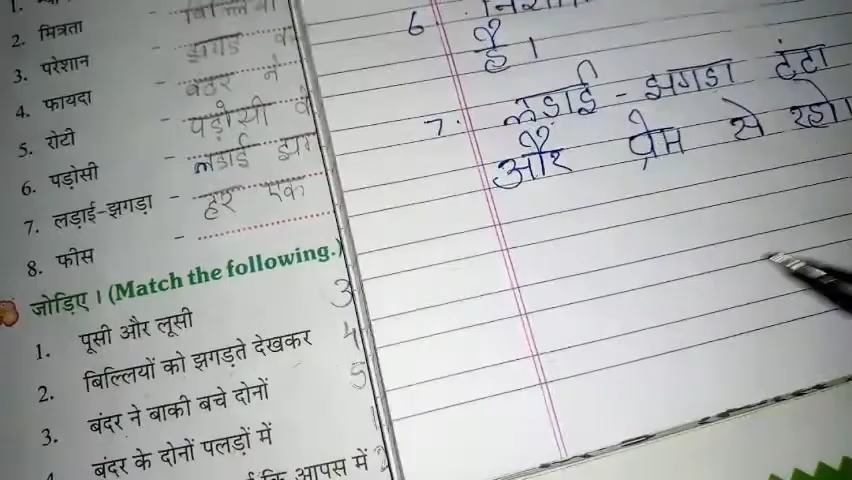 2. मित्रता -
3. परेशान - झगड़
4. फायदा - बंदर ने
5. रोटी - पड़ोसी
6. पड़ोसी - लडाई झग
7. लड़ाई-झगड़ा - हर एक
8. फीस -
जोड़िए । (Match the following.)
1. पूसी और लूसी 3
2. बिल्लियों को झगड़ते देखकर 4
3. बंदर ने बाकी बचे दोनों 5
बंदर के दोनों पलड़ों में
कि आपस में
6.
है ।
7. लडाई - झगडा टंटा
और प्रेम से रहो।